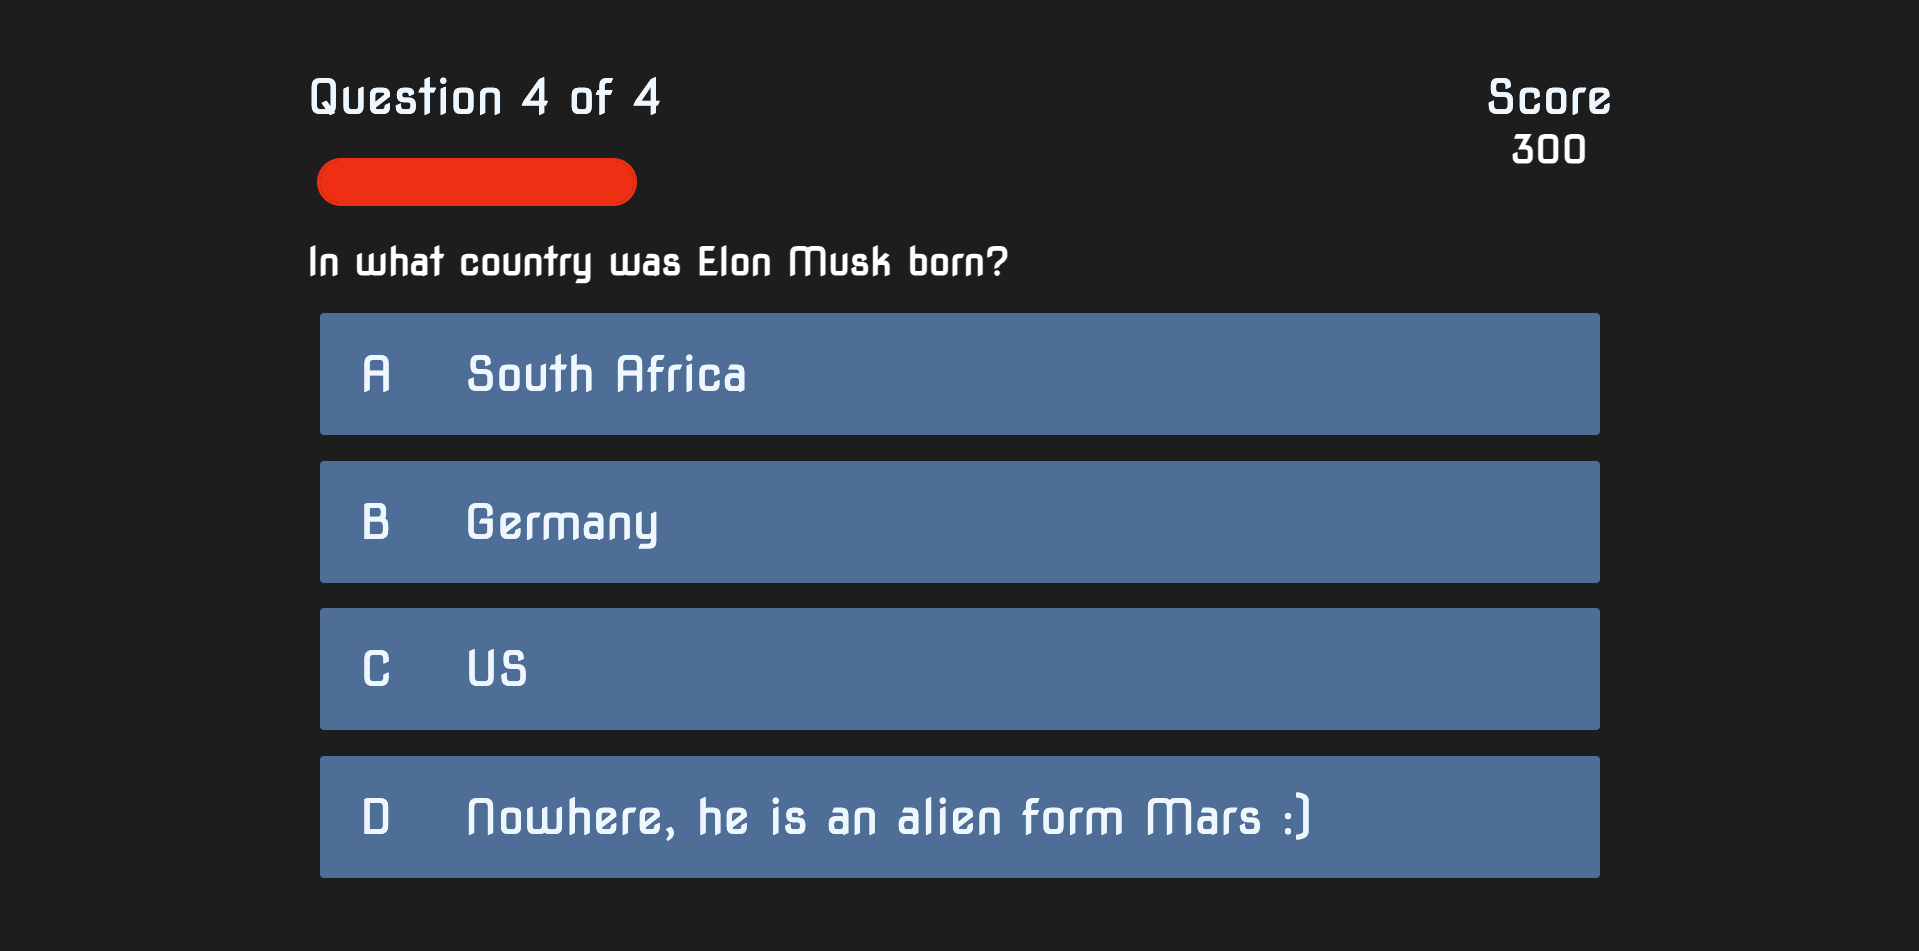 Question 4 of 4
Score
300
In what country was Elon Musk born?
A South Africa
B Germany
C US
D Nowhere, he is an alien form Mars :)